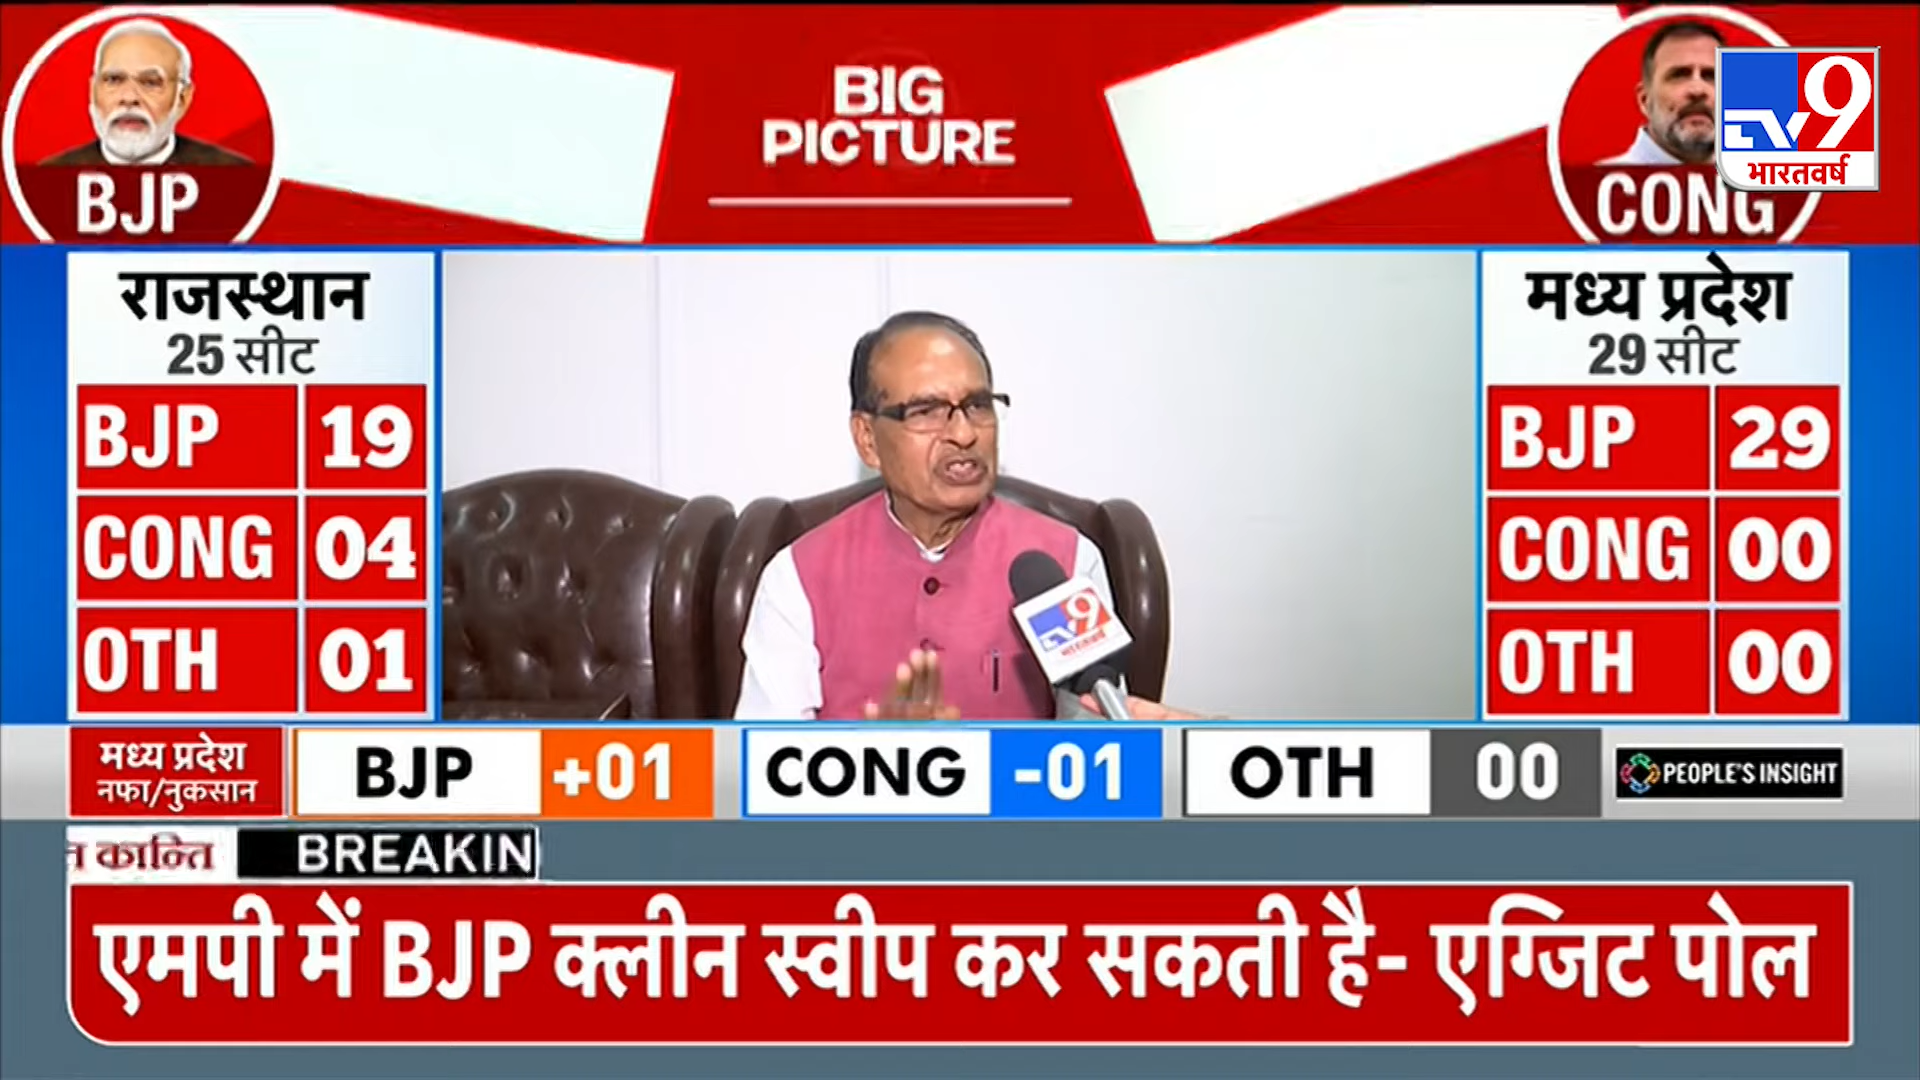 BJP
BIG
PICTURE
CONG
TV9
भारतवर्ष
राजस्थान
25 सीट
BJP 19
CONG 04
OTH 01
TV9
मध्य प्रदेश
29 सीट
BJP 29
CONG 00
OTH 00
मध्य प्रदेश
नफा/नुकसान
BJP +01
CONG -01
OTH 00
PEOPLE'S INSIGHT
कान्ति BREAKIN
एमपी में BJP क्लीन स्वीप कर सकती है- एग्जिट पोल